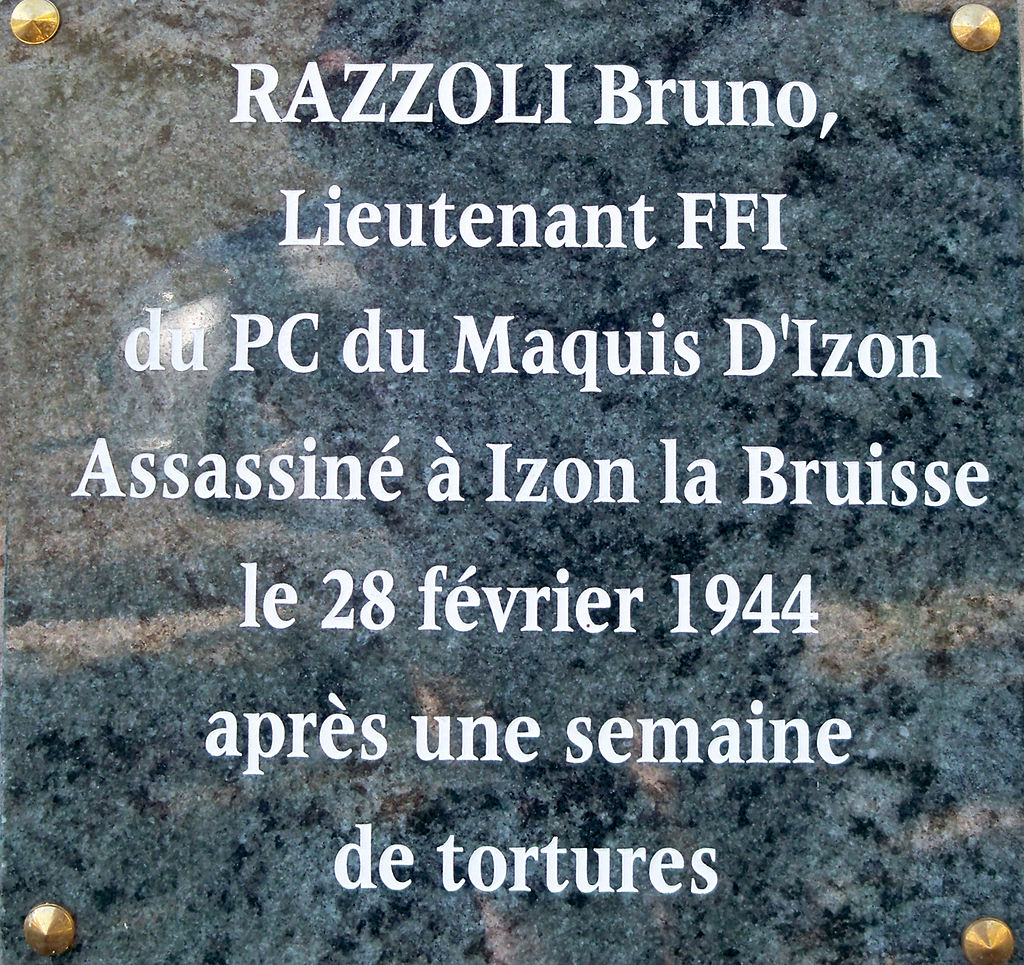 RAZZOLI Bruno,
Lieutenant FFI
du PC du Maquis D'Izon
Assassiné à Izon la Bruisse
le 28 février 1944
après une semaine
de tortures